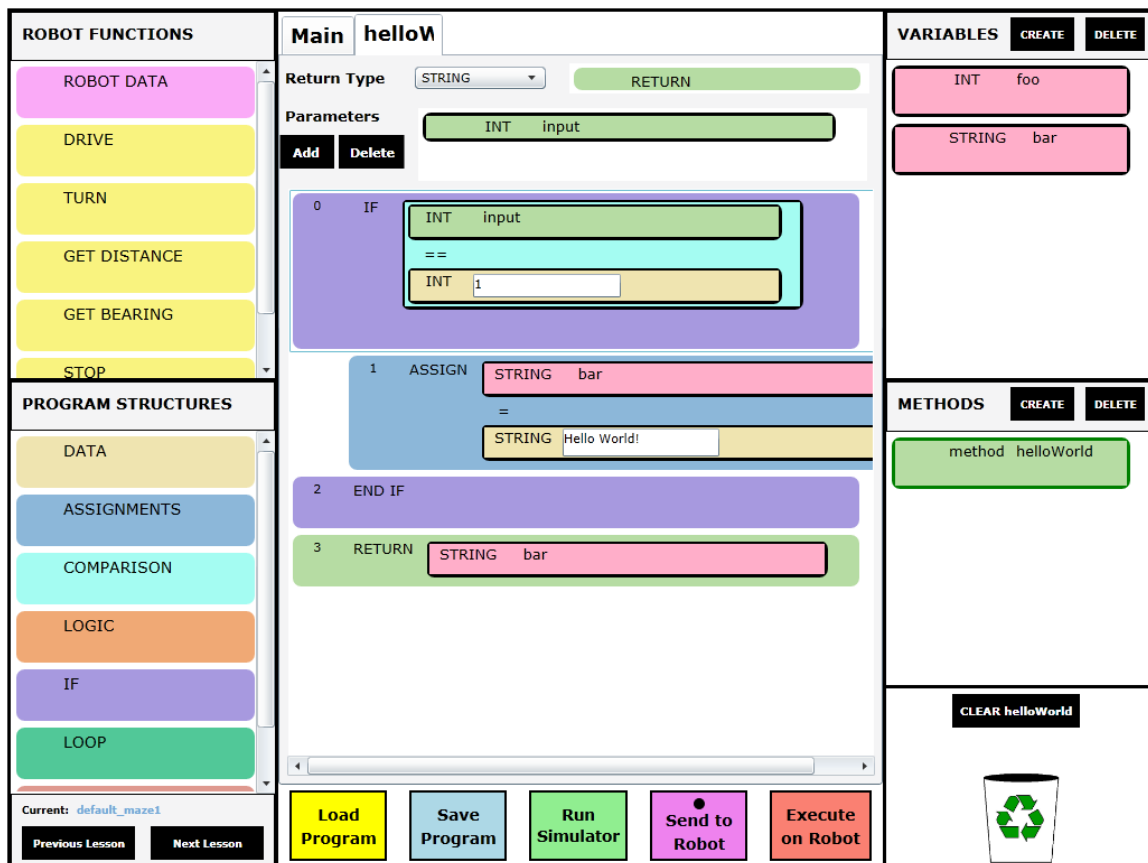 ROBOT FUNCTIONS
ROBOT DATA
DRIVE
TURN
GET DISTANCE
GET BEARING
STOP
PROGRAM STRUCTURES
DATA
ASSIGNMENTS
COMPARISON
LOGIC
IF
LOOP
Current: default_maze1
Previous Lesson Next Lesson
Main helloW
Return Type STRING RETURN
Parameters
INT input
Add Delete
0 IF INT input
==
INT 1
1 ASSIGN STRING bar
=
STRING Hello World!
2 END IF
3 RETURN STRING bar
Load Program
Save Program
Run Simulator
Send to Robot
Execute on Robot
VARIABLES CREATE DELETE
INT foo
STRING bar
METHODS CREATE DELETE
method helloWorld
CLEAR helloWorld